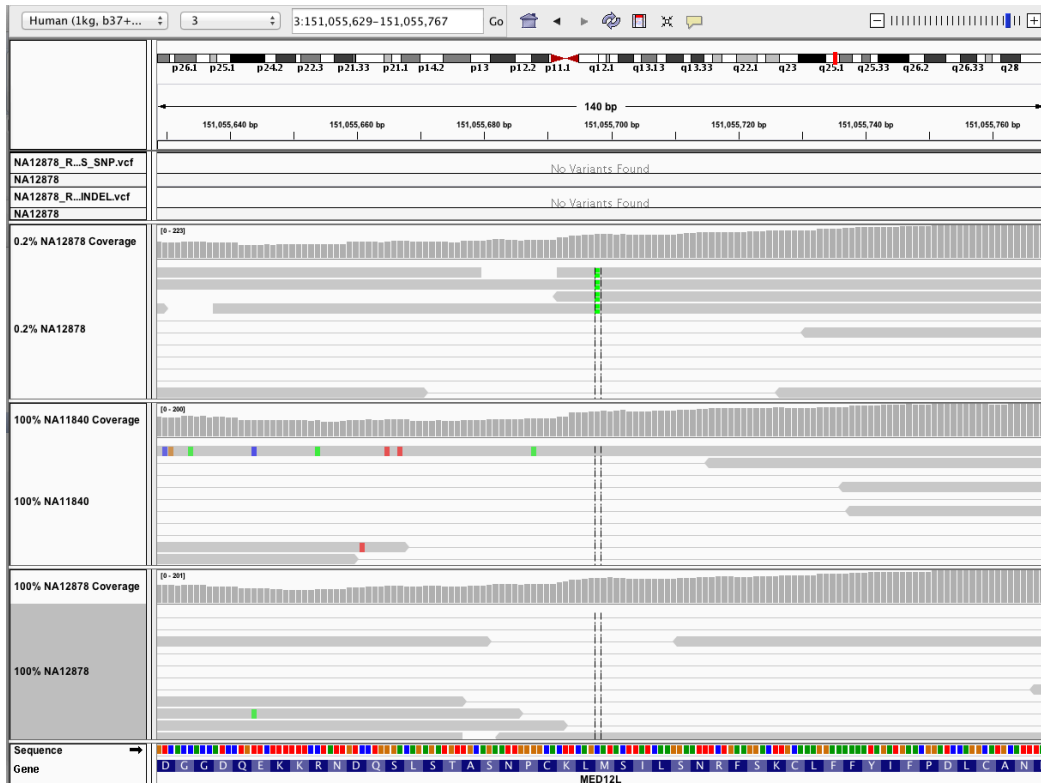 Human (1kg, b37+... 3 3:151,055,629-151,055,767 Go
p26.1 p25.1 p24.2 p22.3 p21.33 p21.1 p14.2 p13 p12.2 p11.1 q12.1 q13.13 q13.33 q22.1 q23 q25.1 q25.33 q26.2 q26.33 q28
140 bp
151,055,640 bp 151,055,660 bp 151,055,680 bp 151,055,700 bp 151,055,720 bp 151,055,740 bp 151,055,760 bp
NA12878_R...S_SNP.vcf
No Variants Found
NA12878
NA12878_R...INDEL.vcf
No Variants Found
NA12878
[0 - 223]
0.2% NA12878 Coverage
0.2% NA12878
[0 - 200]
100% NA11840 Coverage
100% NA11840
[0 - 201]
100% NA12878 Coverage
100% NA12878
Sequence
Gene D G G D Q E K K R N D Q S L S T A S N P C K L M S I L S N R F S K C L F F Y I F P D L C A N L
MED12L